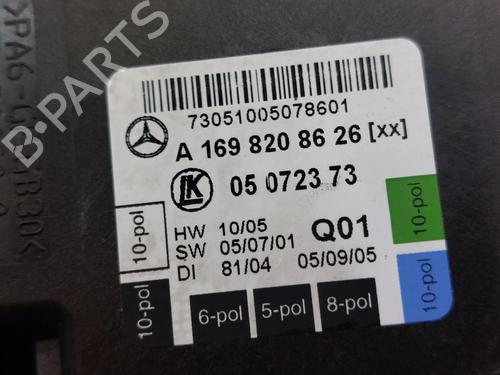 73051005078601
A 169 820 86 26 [xx]
LK 05 0723 73
HW 10/05 Q01
SW 05/07/01
DI 81/04 05/09/05
10-pol
10-pol
10-pol
10-pol
6-pol
5-pol
8-pol
B-PARTS